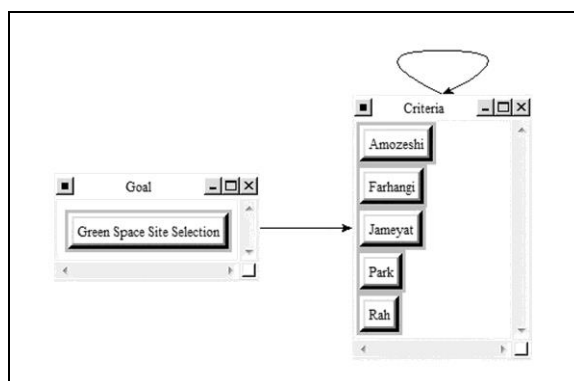 Criteria
Amozeshi
Farhangi
Jameyat
Park
Rah
Goal
Green Space Site Selection